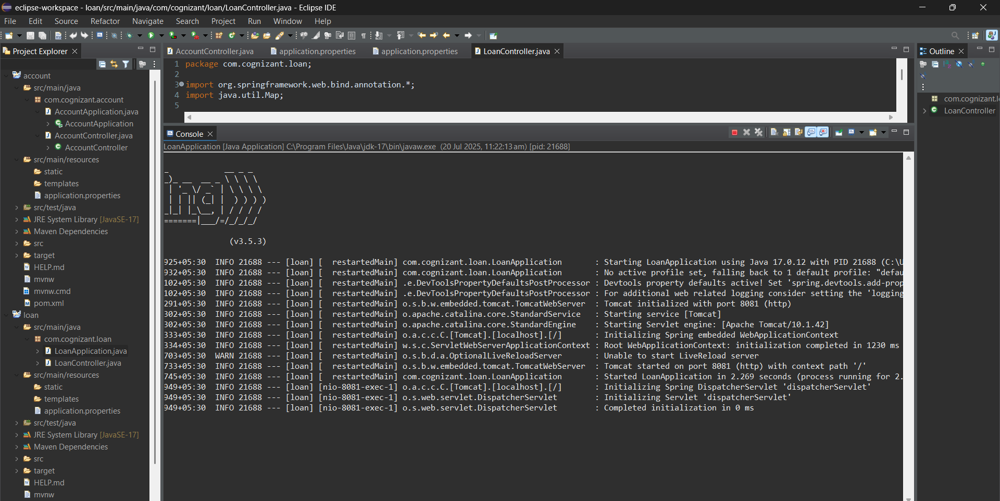 eclipse-workspace - loan/src/main/java/com/cognizant/loan/LoanController.java - Eclipse IDE
File Edit Source Refactor Navigate Search Project Run Window Help
Project Explorer
account
src/main/java
com.cognizant.account
AccountApplication.java
AccountApplication
AccountController.java
AccountController
src/main/resources
static
templates
application.properties
src/test/java
JRE System Library [JavaSE-17]
Maven Dependencies
src
target
HELP.md
mvnw
mvnw.cmd
pom.xml
loan
src/main/java
com.cognizant.loan
LoanApplication.java
LoanController.java
src/main/resources
static
templates
application.properties
src/test/java
JRE System Library [JavaSE-17]
Maven Dependencies
src
target
HELP.md
mvnw
AccountController.java application.properties application.properties LoanController.java
1 package com.cognizant.loan;
2
3 import org.springframework.web.bind.annotation.*;
4 import java.util.Map;
5
Console
LoanApplication [Java Application] C:\Program Files\Java\jdk-17\bin\javaw.exe (20 Jul 2025, 11:22:13 am) [pid: 21688]
(v3.5.3)
925+05:30 INFO 21688 --- [loan] [ restartedMain] com.cognizant.loan.LoanApplication : Starting LoanApplication using Java 17.0.12 with PID 21688 (C:\U
932+05:30 INFO 21688 --- [loan] [ restartedMain] com.cognizant.loan.LoanApplication : No active profile set, falling back to 1 default profile: "defau
102+05:30 INFO 21688 --- [loan] [ restartedMain] .e.DevToolsPropertyDefaultsPostProcessor : Devtools property defaults active! Set 'spring.devtools.add-prop
102+05:30 INFO 21688 --- [loan] [ restartedMain] .e.DevToolsPropertyDefaultsPostProcessor : For additional web related logging consider setting the 'logging
291+05:30 INFO 21688 --- [loan] [ restartedMain] o.s.b.w.embedded.tomcat.TomcatWebServer : Tomcat initialized with port 8081 (http)
302+05:30 INFO 21688 --- [loan] [ restartedMain] o.apache.catalina.core.StandardService : Starting service [Tomcat]
302+05:30 INFO 21688 --- [loan] [ restartedMain] o.apache.catalina.core.StandardEngine : Starting Servlet engine: [Apache Tomcat/10.1.42]
333+05:30 INFO 21688 --- [loan] [ restartedMain] o.a.c.c.C.[Tomcat].[localhost].[/] : Initializing Spring embedded WebApplicationContext
334+05:30 INFO 21688 --- [loan] [ restartedMain] w.s.c.ServletWebServerApplicationContext : Root WebApplicationContext: initialization completed in 1230 ms
703+05:30 WARN 21688 --- [loan] [ restartedMain] o.s.b.d.a.OptionalLiveReloadServer : Unable to start LiveReload server
733+05:30 INFO 21688 --- [loan] [ restartedMain] o.s.b.w.embedded.tomcat.TomcatWebServer : Tomcat started on port 8081 (http) with context path '/'
745+05:30 INFO 21688 --- [loan] [ restartedMain] com.cognizant.loan.LoanApplication : Started LoanApplication in 2.269 seconds (process running for 2.
949+05:30 INFO 21688 --- [loan] [nio-8081-exec-1] o.a.c.c.C.[Tomcat].[localhost].[/] : Initializing Spring DispatcherServlet 'dispatcherServlet'
949+05:30 INFO 21688 --- [loan] [nio-8081-exec-1] o.s.web.servlet.DispatcherServlet : Initializing Servlet 'dispatcherServlet'
949+05:30 INFO 21688 --- [loan] [nio-8081-exec-1] o.s.web.servlet.DispatcherServlet : Completed initialization in 0 ms
Outline
com.cognizant.l
LoanController